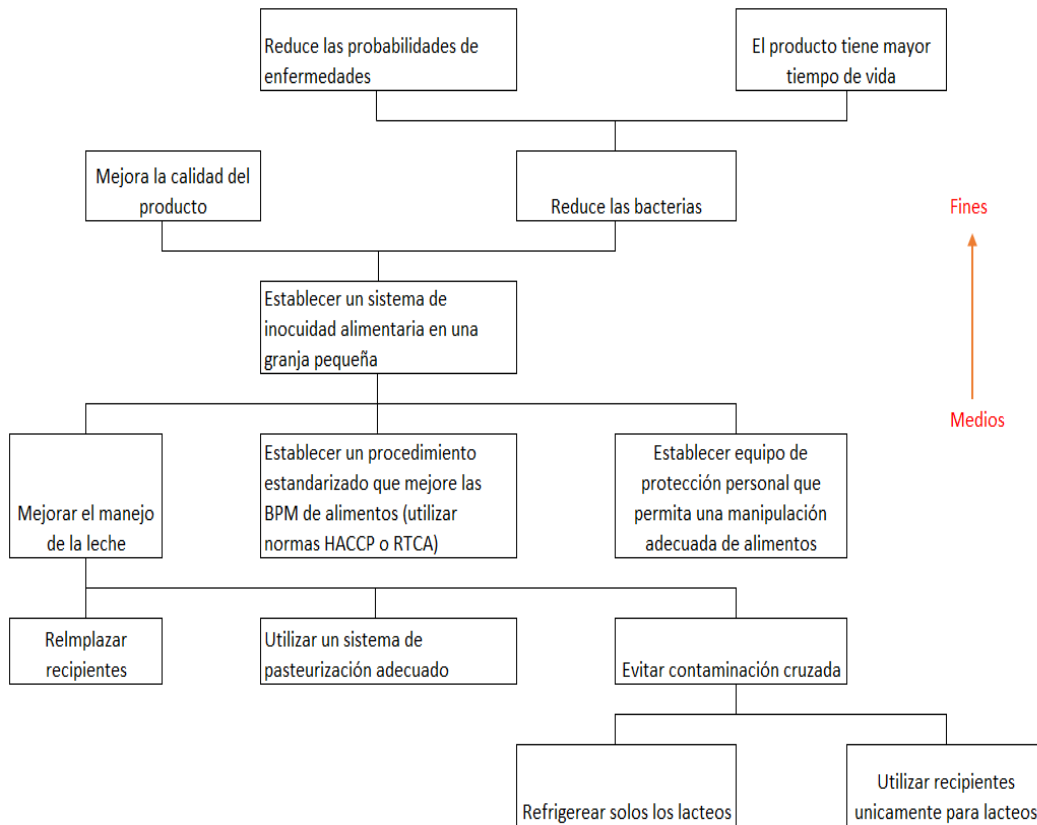 Reduce las probabilidades de
enfermedades
El producto tiene mayor
tiempo de vida
Mejora la calidad del
producto
Reduce las bacterias
Fines
Establecer un sistema de
inocuidad alimentaria en una
granja pequeña
Medios
Mejorar el manejo
de la leche
Establecer un procedimiento
estandarizado que mejore las
BPM de alimentos (utilizar
normas HACCP o RTCA)
Establecer equipo de
protección personal que
permita una manipulación
adecuada de alimentos
Relmplazar
recipientes
Utilizar un sistema de
pasteurización adecuado
Evitar contaminación cruzada
Refrigerear solos los lacteos
Utilizar recipientes
unicamente para lacteos